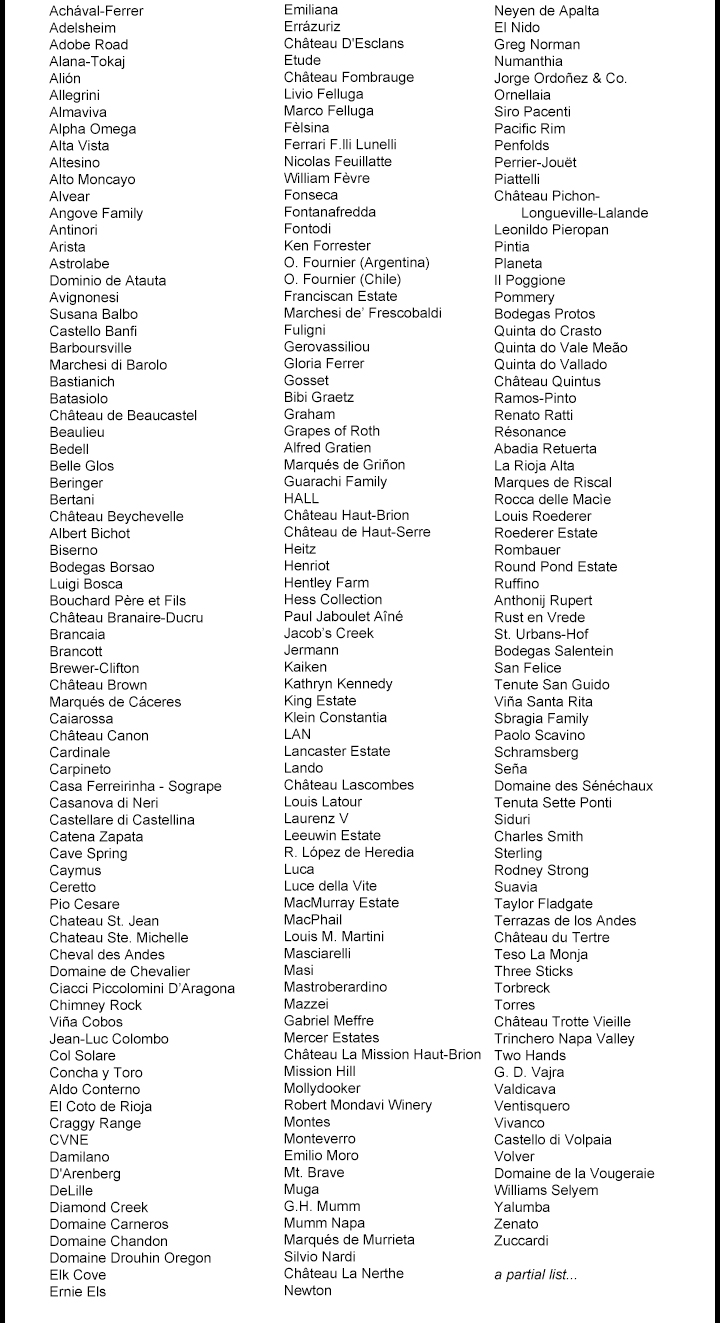 Achával-Ferrer
Adelsheim
Adobe Road
Alana-Tokaj
Alión
Allegrini
Almaviva
Alpha Omega
Alta Vista
Altesino
Alto Moncayo
Alvear
Angove Family
Antinori
Arista
Astrolabe
Dominio de Atauta
Avignonesi
Susana Balbo
Castello Banfi
Barboursville
Marchesi di Barolo
Bastianich
Batasiolo
Château de Beaucastel
Beaulieu
Bedell
Belle Glos
Beringer
Bertani
Château Beychevelle
Albert Bichot
Biserno
Bodegas Borsao
Luigi Bosca
Bouchard Père et Fils
Château Branaire-Ducru
Brancaia
Brancott
Brewer-Clifton
Château Brown
Marqués de Cáceres
Caiarossa
Château Canon
Cardinale
Carpineto
Casa Ferreirinha - Sogrape
Casanova di Neri
Castellare di Castellina
Catena Zapata
Cave Spring
Caymus
Ceretto
Pio Cesare
Chateau St. Jean
Chateau Ste. Michelle
Cheval des Andes
Domaine de Chevalier
Ciacci Piccolomini D’Aragona
Chimney Rock
Viña Cobos
Jean-Luc Colombo
Col Solare
Concha y Toro
Aldo Conterno
El Coto de Rioja
Craggy Range
CVNE
Damilano
D'Arenberg
DeLille
Diamond Creek
Domaine Carneros
Domaine Chandon
Domaine Drouhin Oregon
Elk Cove
Ernie Els
Emiliana
Errázuriz
Château D'Esclans
Etude
Château Fombrauge
Livio Felluga
Marco Felluga
Fèlsina
Ferrari F.lli Lunelli
Nicolas Feuillatte
William Fèvre
Fonseca
Fontanafredda
Fontodi
Ken Forrester
O. Fournier (Argentina)
O. Fournier (Chile)
Franciscan Estate
Marchesi de’ Frescobaldi
Fuligni
Gerovassiliou
Gloria Ferrer
Gosset
Bibi Graetz
Graham
Grapes of Roth
Alfred Gratien
Marqués de Griñon
Guarachi Family
HALL
Château Haut-Brion
Château de Haut-Serre
Heitz
Henriot
Hentley Farm
Hess Collection
Paul Jaboulet Aîné
Jacob’s Creek
Jermann
Kaiken
Kathryn Kennedy
King Estate
Klein Constantia
LAN
Lancaster Estate
Lando
Château Lascombes
Louis Latour
Laurenz V
Leeuwin Estate
R. López de Heredia
Luca
Luce della Vite
MacMurray Estate
MacPhail
Louis M. Martini
Masciarelli
Masi
Mastroberardino
Mazzei
Gabriel Meffre
Mercer Estates
Château La Mission Haut-Brion
Mission Hill
Mollydooker
Robert Mondavi Winery
Montes
Monteverro
Emilio Moro
Mt. Brave
Muga
G.H. Mumm
Mumm Napa
Marqués de Murrieta
Silvio Nardi
Château La Nerthe
Newton
Neyen de Apalta
El Nido
Greg Norman
Numanthia
Jorge Ordoñez & Co.
Ornellaia
Siro Pacenti
Pacific Rim
Penfolds
Perrier-Jouët
Piattelli
Château Pichon-
Longueville-Lalande
Leonildo Pieropan
Pintia
Planeta
Il Poggione
Pommery
Bodegas Protos
Quinta do Crasto
Quinta do Vale Meão
Quinta do Vallado
Château Quintus
Ramos-Pinto
Renato Ratti
Résonance
Abadia Retuerta
La Rioja Alta
Marques de Riscal
Rocca delle Macìe
Louis Roederer
Roederer Estate
Rombauer
Round Pond Estate
Ruffino
Anthonij Rupert
Rust en Vrede
St. Urbans-Hof
Bodegas Salentein
San Felice
Tenute San Guido
Viña Santa Rita
Sbragia Family
Paolo Scavino
Schramsberg
Seña
Domaine des Sénéchaux
Tenuta Sette Ponti
Siduri
Charles Smith
Sterling
Rodney Strong
Suavia
Taylor Fladgate
Terrazas de los Andes
Château du Tertre
Teso La Monja
Three Sticks
Torbreck
Torres
Château Trotte Vieille
Trinchero Napa Valley
Two Hands
G. D. Vajra
Valdicava
Ventisquero
Vivanco
Castello di Volpaia
Volver
Domaine de la Vougeraie
Williams Selyem
Yalumba
Zenato
Zuccardi
a partial list...